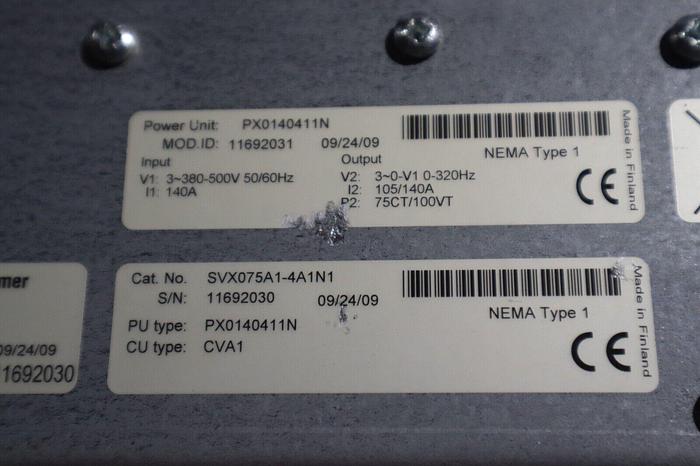 Power Unit: PX0140411N
MOD.ID: 11692031 09/24/09
Input Output
V1: 3~380-500V 50/60Hz V2: 3~0-V1 0-320Hz
I1: 140A I2: 105/140A
P2: 75CT/100VT
NEMA Type 1
CE
Made in Finland
Cat. No. SVX075A1-4A1N1
S/N: 11692030 09/24/09
PU type: PX0140411N
CU type: CVA1
NEMA Type 1
CE
Made in Finland
mer
09/24/09
11692030